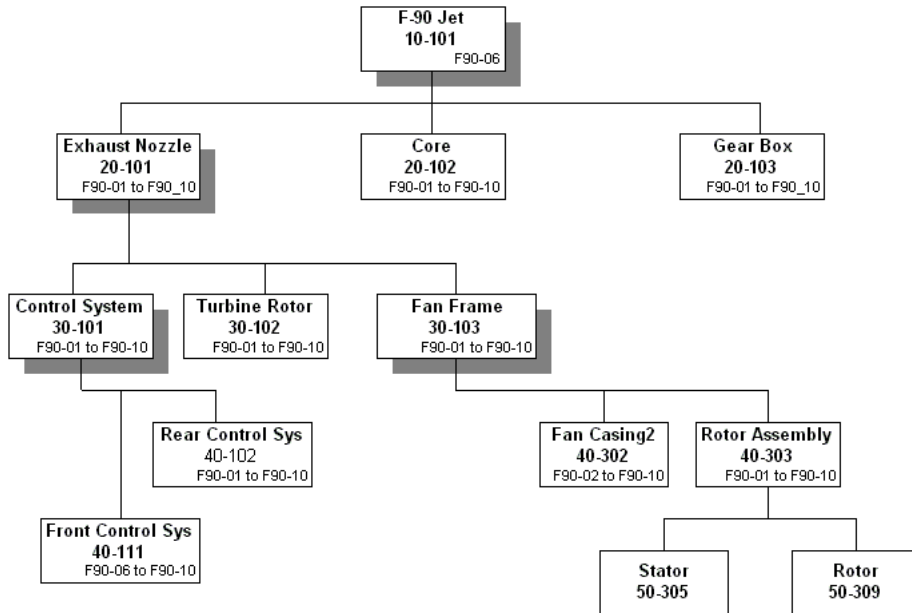 F-90 Jet
10-101
F90-06
Exhaust Nozzle
20-101
F90-01 to F90_10
Core
20-102
F90-01 to F90-10
Gear Box
20-103
F90-01 to F90_10
Control System
30-101
F90-01 to F90-10
Turbine Rotor
30-102
F90-01 to F90-10
Fan Frame
30-103
F90-01 to F90-10
Rear Control Sys
40-102
F90-01 to F90-10
Fan Casing2
40-302
F90-02 to F90-10
Rotor Assembly
40-303
F90-01 to F90-10
Front Control Sys
40-111
F90-06 to F90-10
Stator
50-305
Rotor
50-309